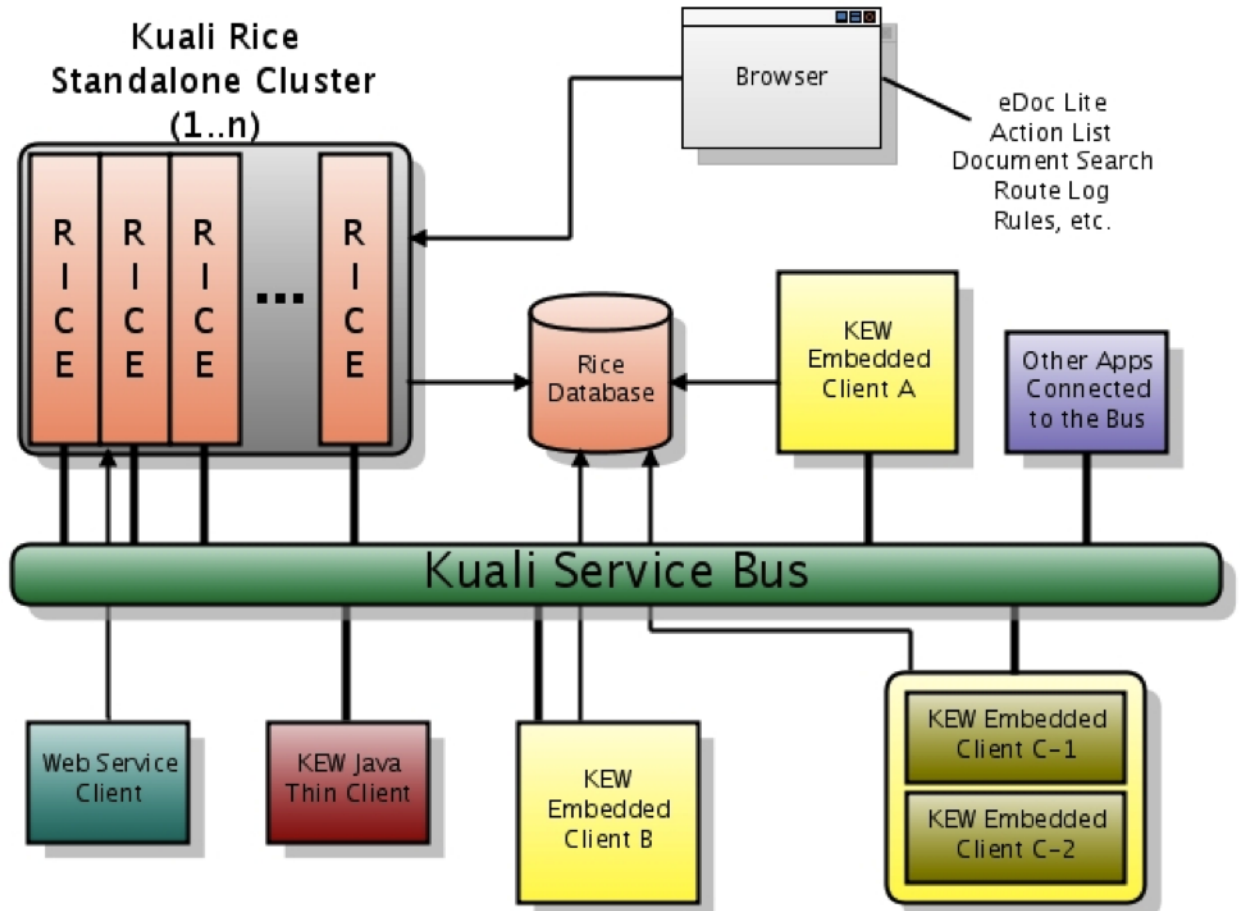 Kuali Rice
Standalone Cluster
(1..n)
R
I
C
E
R
I
C
E
R
I
C
E
...
R
I
C
E
Browser
eDoc Lite
Action List
Document Search
Route Log
Rules, etc.
Rice
Database
KEW
Embedded
Client A
Other Apps
Connected
to the Bus
Kuali Service Bus
Web Service
Client
KEW Java
Thin Client
KEW
Embedded
Client B
KEW Embedded
Client C-1
KEW Embedded
Client C-2